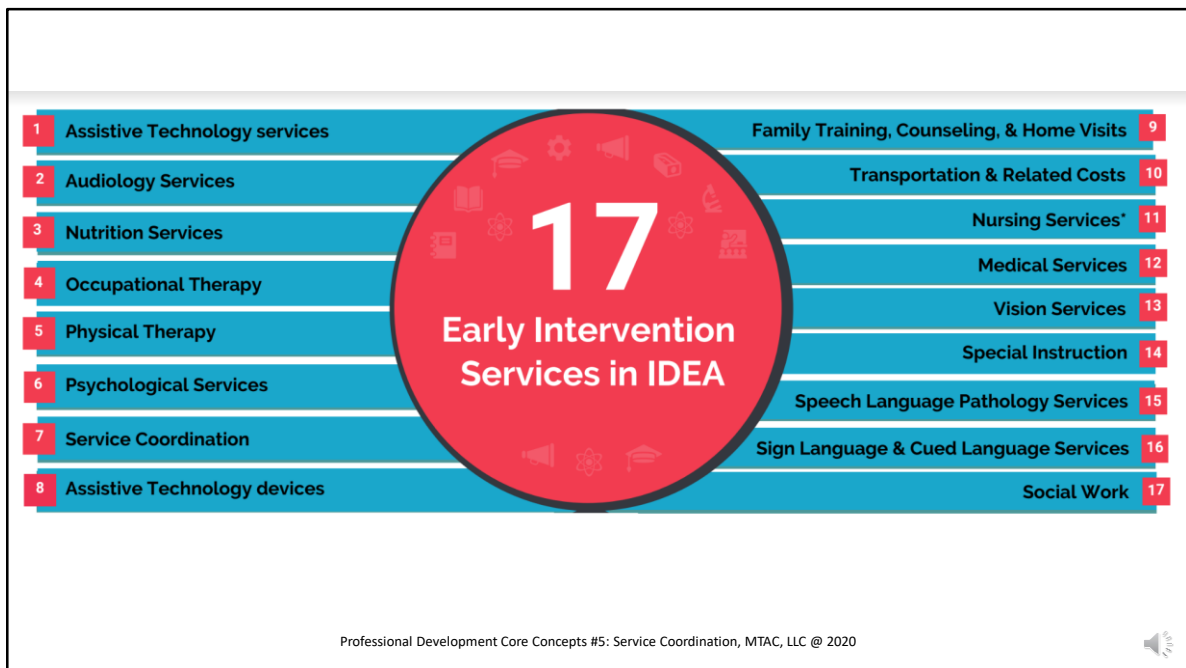 1 Assistive Technology services
2 Audiology Services
3 Nutrition Services
4 Occupational Therapy
5 Physical Therapy
6 Psychological Services
7 Service Coordination
8 Assistive Technology devices
17
Early Intervention
Services in IDEA
Family Training, Counseling, & Home Visits 9
Transportation & Related Costs 10
Nursing Services* 11
Medical Services 12
Vision Services 13
Special Instruction 14
Speech Language Pathology Services 15
Sign Language & Cued Language Services 16
Social Work 17
Professional Development Core Concepts #5: Service Coordination, MTAC, LLC @ 2020